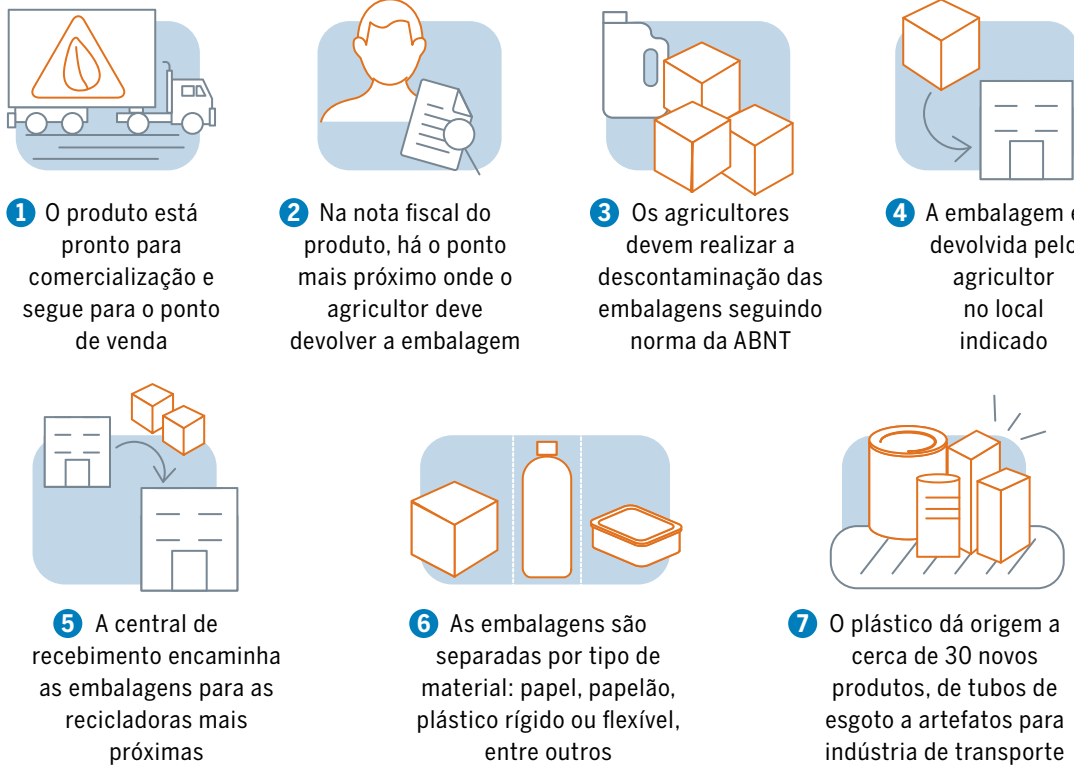 1 O produto está
pronto para
comercialização e
segue para o ponto
de venda
2 Na nota fiscal do
produto, há o ponto
mais próximo onde o
agricultor deve
devolver a embalagem
3 Os agricultores
devem realizar a
descontaminação das
embalagens seguindo
norma da ABNT
4 A embalagem é
devolvida pelo
agricultor
no local
indicado
5 A central de
recebimento encaminha
as embalagens para as
recicladoras mais
próximas
6 As embalagens são
separadas por tipo de
material: papel, papelão,
plástico rígido ou flexível,
entre outros
7 O plástico dá origem a
cerca de 30 novos
produtos, de tubos de
esgoto a artefatos para
indústria de transporte